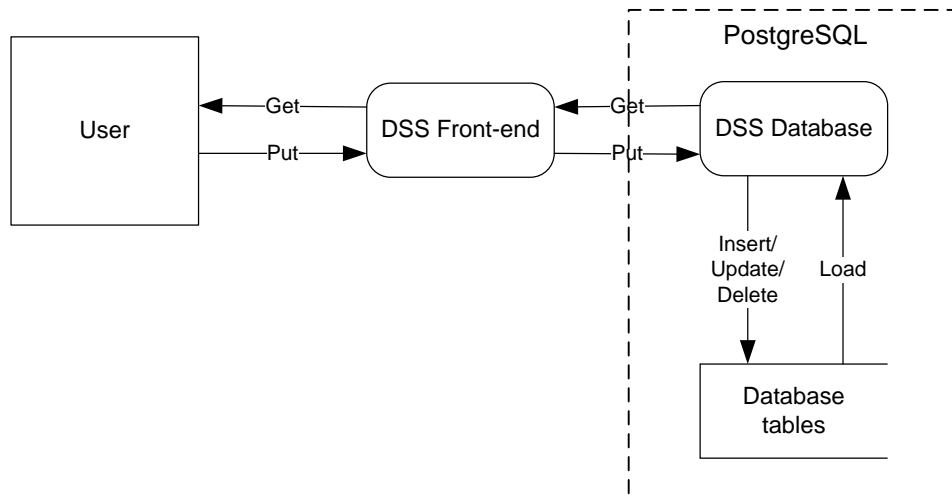 PostgreSQL
User
Get
Put
DSS Front-end
Get
Put
DSS Database
Insert/
Update/
Delete
Load
Database
tables